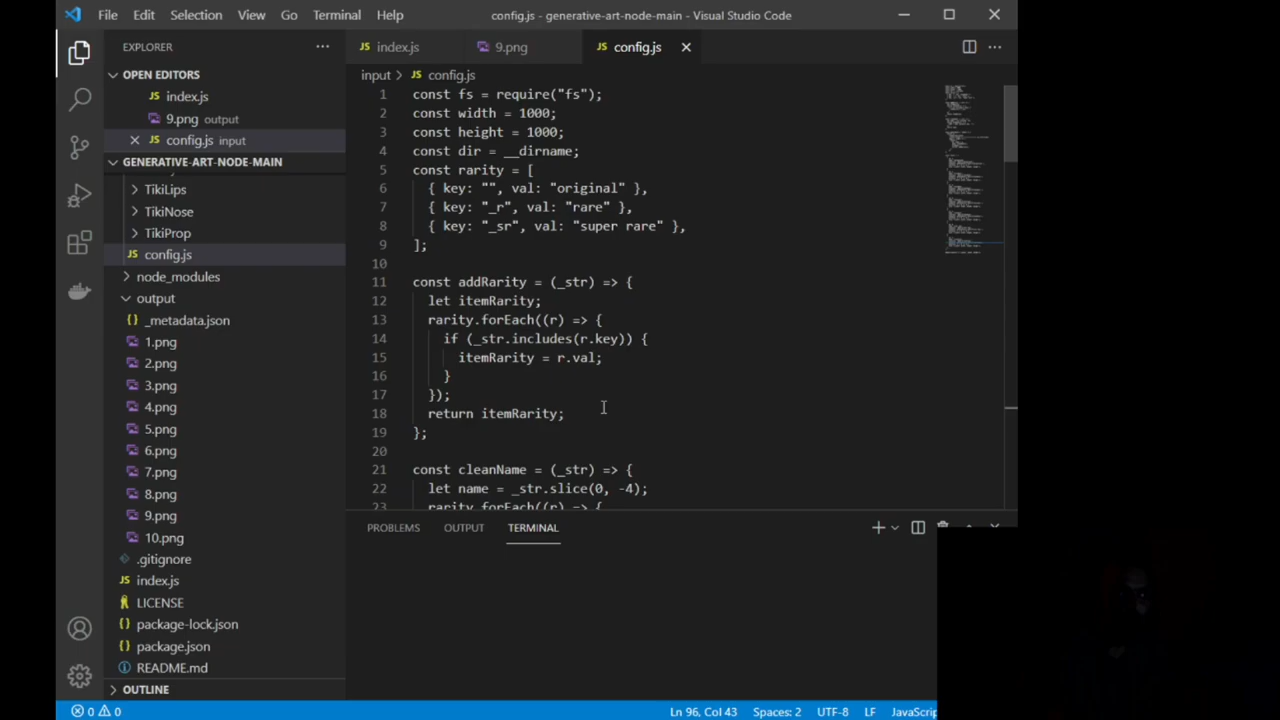 File Edit Selection View Go Terminal Help config.js - generative-art-node-main - Visual Studio Code
EXPLORER
OPEN EDITORS
JS index.js
9.png output
JS config.js input
GENERATIVE-ART-NODE-MAIN
TikiLips
TikiNose
TikiProp
JS config.js
node_modules
output
{} _metadata.json
1.png
2.png
3.png
4.png
5.png
6.png
7.png
8.png
9.png
10.png
.gitignore
JS index.js
LICENSE
package-lock.json
package.json
README.md
OUTLINE
JS index.js 9.png JS config.js
input > JS config.js
1 const fs = require("fs");
2 const width = 1000;
3 const height = 1000;
4 const dir = __dirname;
5 const rarity = [
6 { key: "", val: "original" },
7 { key: "_r", val: "rare" },
8 { key: "_sr", val: "super rare" },
9 ];
10
11 const addRarity = (_str) => {
12 let itemRarity;
13 rarity.forEach((r) => {
14 if (_str.includes(r.key)) {
15 itemRarity = r.val;
16 }
17 });
18 return itemRarity;
19 };
20
21 const cleanName = (_str) => {
22 let name = _str.slice(0, -4);
23 rarity.forEach((r) => {
PROBLEMS OUTPUT TERMINAL
0 0 Ln 96, Col 43 Spaces: 2 UTF-8 LF JavaScrip